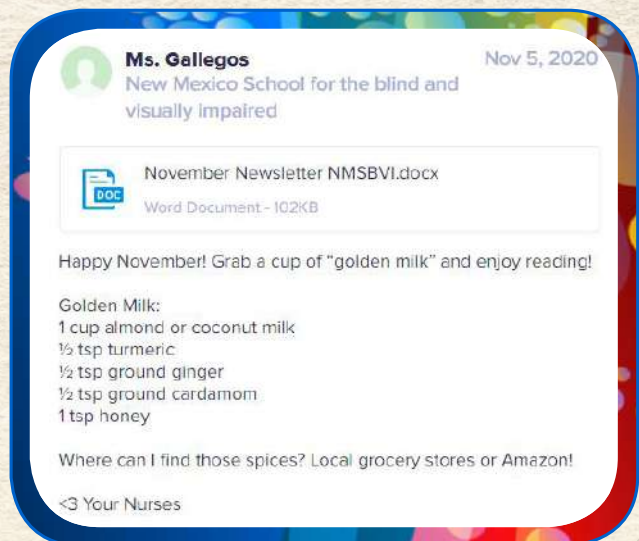 Ms. Gallegos
Nov 5, 2020
New Mexico School for the blind and
visually impaired
DOC
November Newsletter NMSBVI.docx
Word Document - 102KB
Happy November! Grab a cup of "golden milk" and enjoy reading!
Golden Milk:
1 cup almond or coconut milk
½ tsp turmeric
½ tsp ground ginger
½ tsp ground cardamom
1 tsp honey
Where can I find those spices? Local grocery stores or Amazon!
<3 Your Nurses